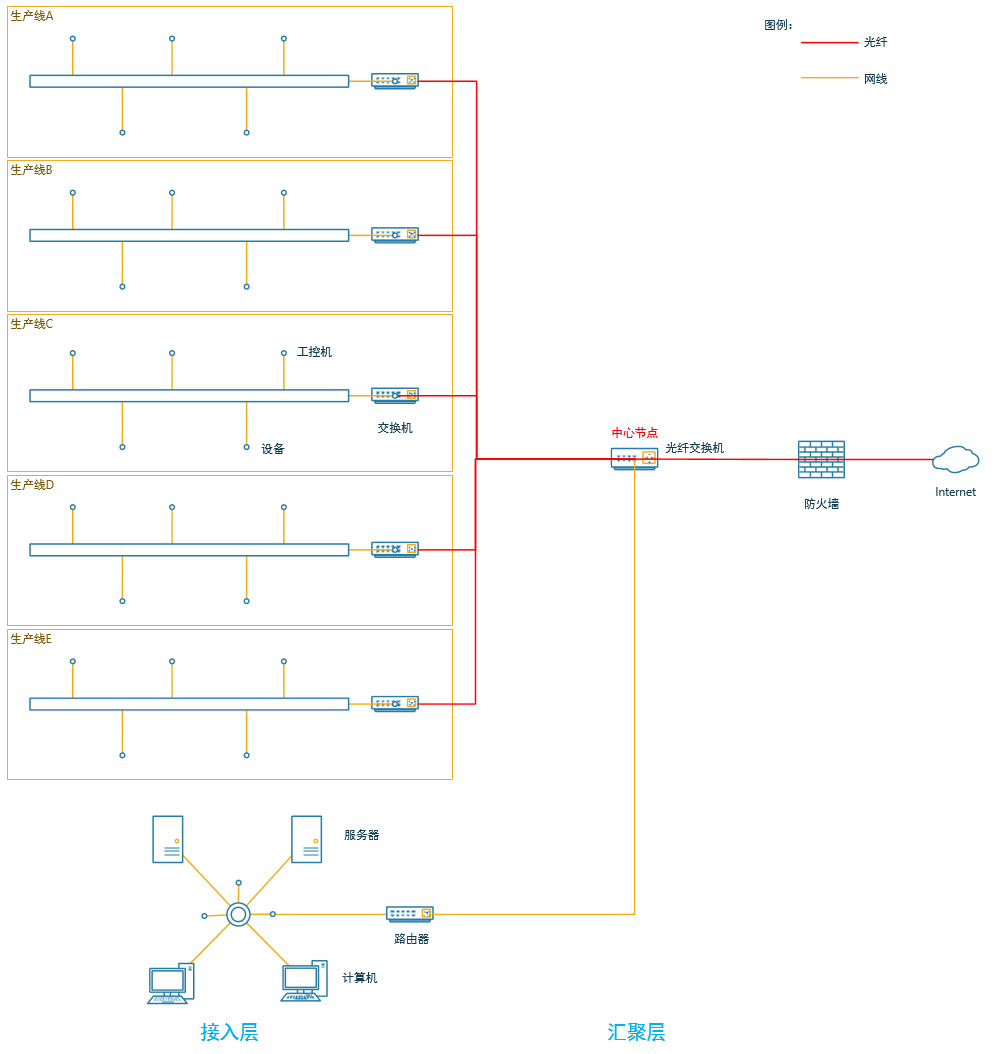 生产线A
图例：
光纤
网线
生产线B
生产线C
工控机
交换机
设备
中心节点
光纤交换机
防火墙
Internet
生产线D
生产线E
服务器
路由器
计算机
接入层
汇聚层